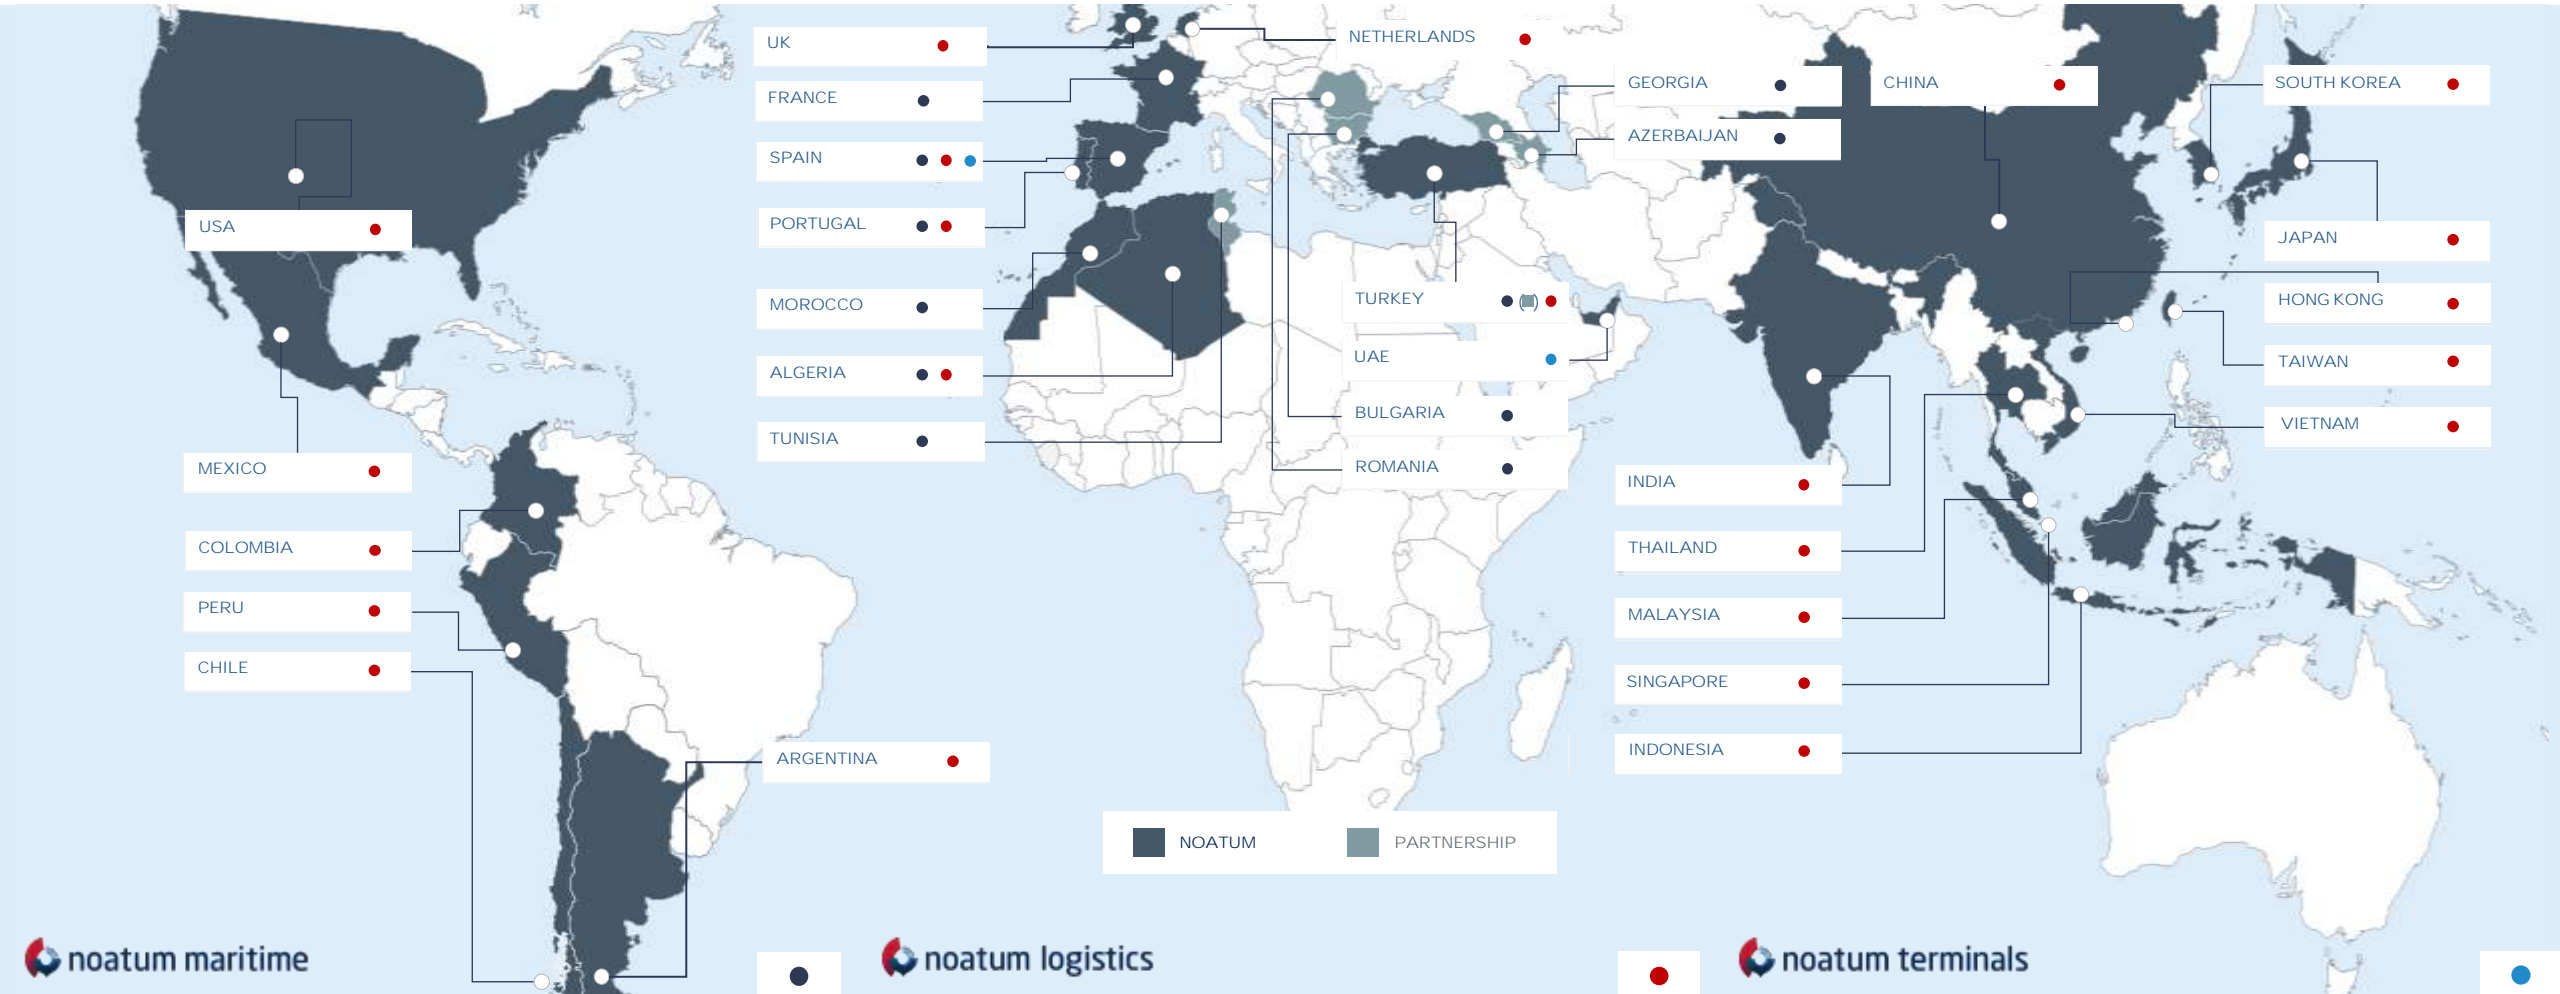 UK
FRANCE
SPAIN
PORTUGAL
MOROCCO
ALGERIA
TUNISIA
NETHERLANDS
GEORGIA
AZERBAIJAN
CHINA
SOUTH KOREA
JAPAN
HONG KONG
TAIWAN
VIETNAM
USA
MEXICO
COLOMBIA
PERU
CHILE
ARGENTINA
TURKEY
UAE
BULGARIA
ROMANIA
INDIA
THAILAND
MALAYSIA
SINGAPORE
INDONESIA
NOATUM
PARTNERSHIP
noatum maritime
noatum logistics
noatum terminals